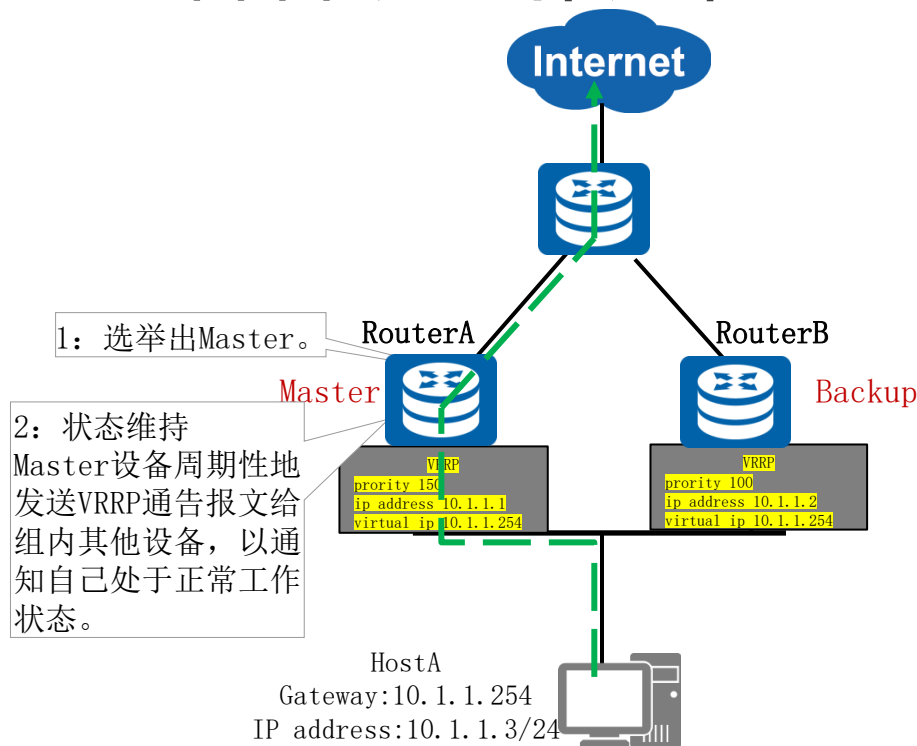 Internet
1：选举出Master。
RouterA
RouterB
Master
Backup
2：状态维持
Master设备周期性地
发送VRRP通告报文给
组内其他设备，以通
知自己处于正常工作
状态。
VRRP
prority 150
ip address 10.1.1.1
virtual ip 10.1.1.254
VRRP
prority 100
ip address 10.1.1.2
virtual ip 10.1.1.254
HostA
Gateway:10.1.1.254
IP address:10.1.1.3/24